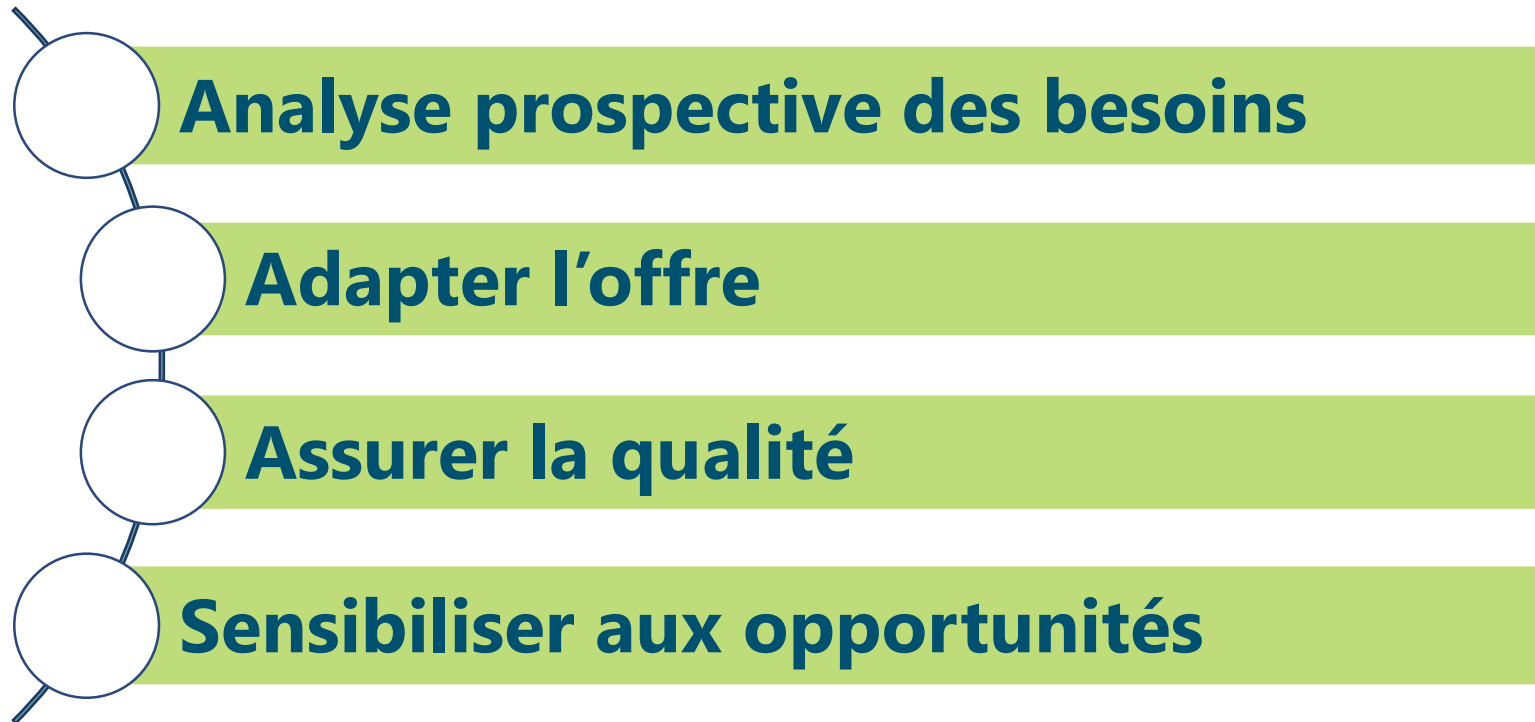 Analyse prospective des besoins
Adapter l’offre
Assurer la qualité
Sensibiliser aux opportunités